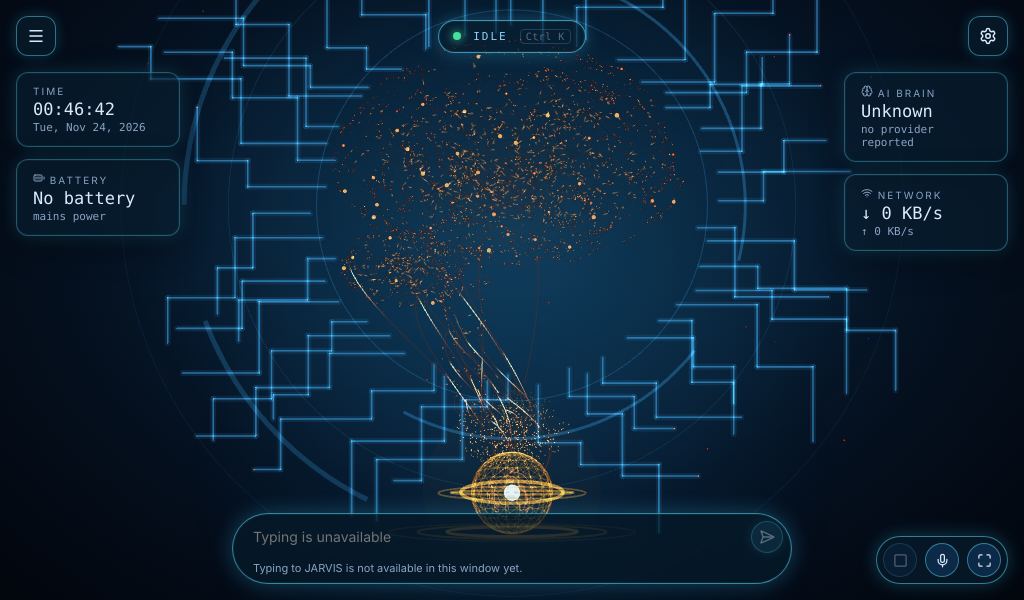 IDLE Ctrl K
TIME
00:46:42
Tue, Nov 24, 2026
BATTERY
No battery
mains power
AI BRAIN
Unknown
no provider
reported
NETWORK
↓ 0 KB/s
↑ 0 KB/s
Typing is unavailable
Typing to JARVIS is not available in this window yet.